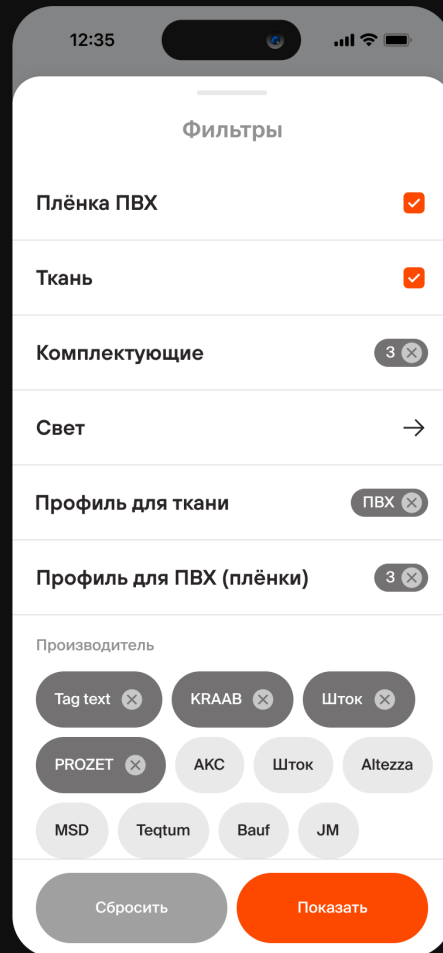 12:35
Фильтры
Плёнка ПВХ
Ткань
Комплектующие 3
Свет
Профиль для ткани ПВХ
Профиль для ПВХ (плёнки) 3
Производитель
Tag text KRAAB Шток
PROZET АКС Шток Altezza
MSD Teqtum Bauf JM
Сбросить Показать